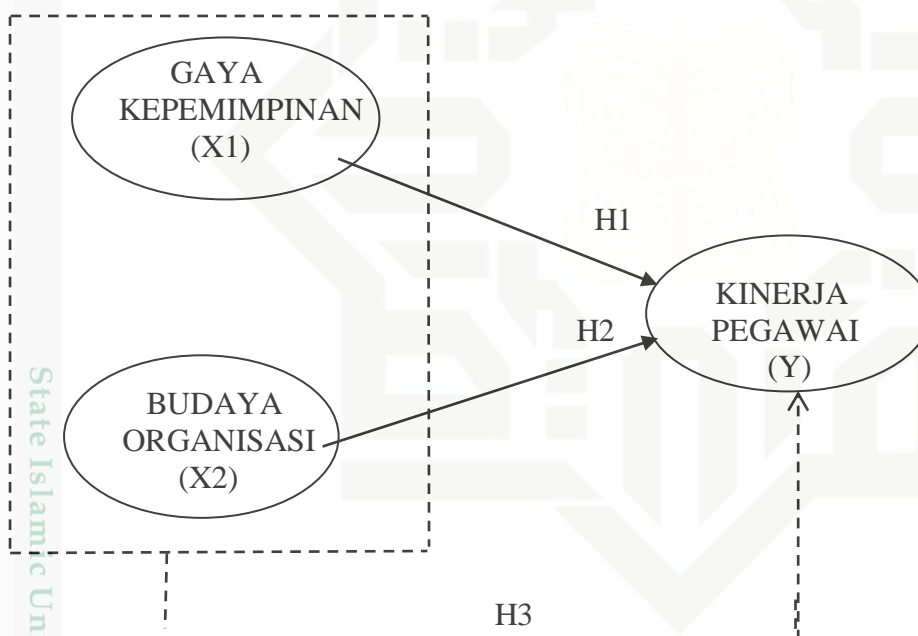 GAYA
KEPEMIMPINAN
(X1)
H1
KINERJA
PEGAWAI
(Y)
H2
BUDAYA
ORGANISASI
(X2)
H3
State Islamic Un